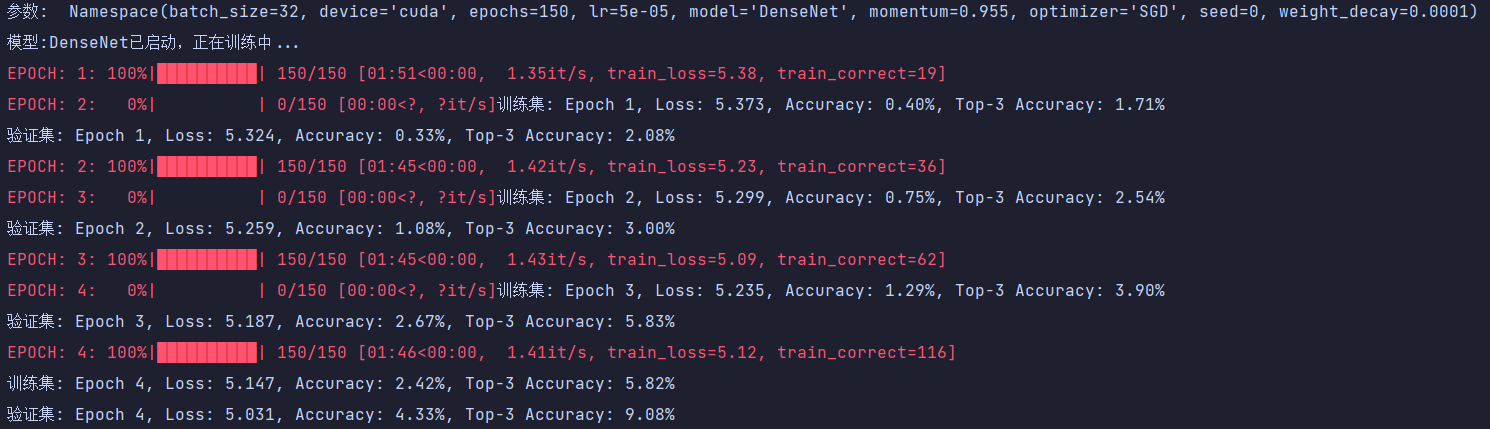 参数:  Namespace(batch_size=32, device='cuda', epochs=150, lr=5e-05, model='DenseNet', momentum=0.955, optimizer='SGD', seed=0, weight_decay=0.0001)
模型:DenseNet已启动,正在训练中...
EPOCH: 1: 100%|██████████| 150/150 [01:51<00:00,  1.35it/s, train_loss=5.38, train_correct=19]
EPOCH: 2:   0%|          | 0/150 [00:00<?, ?it/s]训练集: Epoch 1, Loss: 5.373, Accuracy: 0.40%, Top-3 Accuracy: 1.71%
验证集: Epoch 1, Loss: 5.324, Accuracy: 0.33%, Top-3 Accuracy: 2.08%
EPOCH: 2: 100%|██████████| 150/150 [01:45<00:00,  1.42it/s, train_loss=5.23, train_correct=36]
EPOCH: 3:   0%|          | 0/150 [00:00<?, ?it/s]训练集: Epoch 2, Loss: 5.299, Accuracy: 0.75%, Top-3 Accuracy: 2.54%
验证集: Epoch 2, Loss: 5.259, Accuracy: 1.08%, Top-3 Accuracy: 3.00%
EPOCH: 3: 100%|██████████| 150/150 [01:45<00:00,  1.43it/s, train_loss=5.09, train_correct=62]
EPOCH: 4:   0%|          | 0/150 [00:00<?, ?it/s]训练集: Epoch 3, Loss: 5.235, Accuracy: 1.29%, Top-3 Accuracy: 3.90%
验证集: Epoch 3, Loss: 5.187, Accuracy: 2.67%, Top-3 Accuracy: 5.83%
EPOCH: 4: 100%|██████████| 150/150 [01:46<00:00,  1.41it/s, train_loss=5.12, train_correct=116]
训练集: Epoch 4, Loss: 5.147, Accuracy: 2.42%, Top-3 Accuracy: 5.82%
验证集: Epoch 4, Loss: 5.031, Accuracy: 4.33%, Top-3 Accuracy: 9.08%